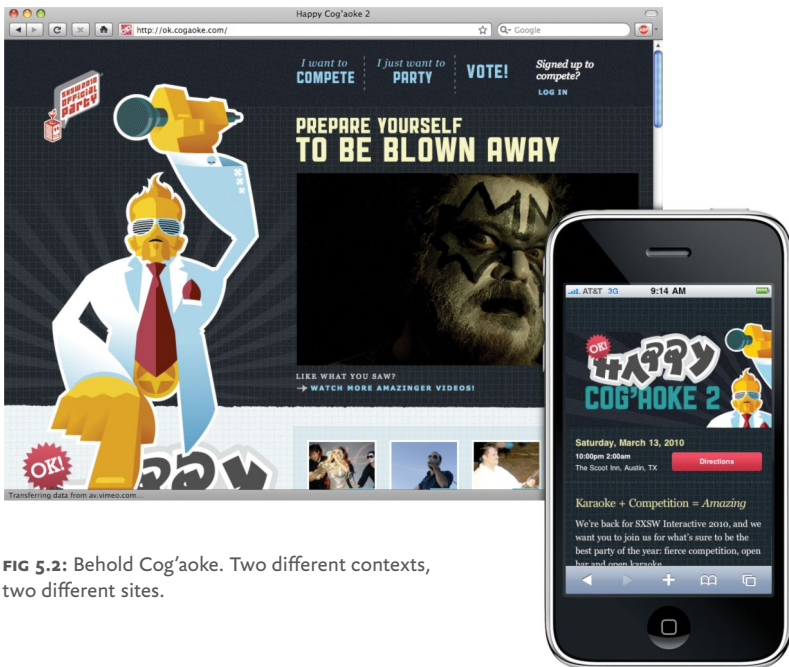 Happy Cog'aoke 2
http://ok.cogaoke.com/
Google
SXSW2010
OFFICIAL
PARTY
I want to
COMPETE
I just want to
PARTY
VOTE!
Signed up to
compete?
LOG IN
PREPARE YOURSELF
TO BE BLOWN AWAY
LIKE WHAT YOU SAW?
→ WATCH MORE AMAZINGER VIDEOS!
OK!
Transferring data from av.vimeo.com...
AT&T 3G 9:14 AM
OK!
HAPPY
COG'AOKE 2
Saturday, March 13, 2010
10:00pm 2:00am
The Scoot Inn, Austin, TX
Directions
Karaoke + Competition = Amazing
We're back for SXSW Interactive 2010, and we
want you to join us for what's sure to be the
best party of the year: fierce competition, open
bar and open karaoke
FIG 5.2: Behold Cog'aoke. Two different contexts,
two different sites.